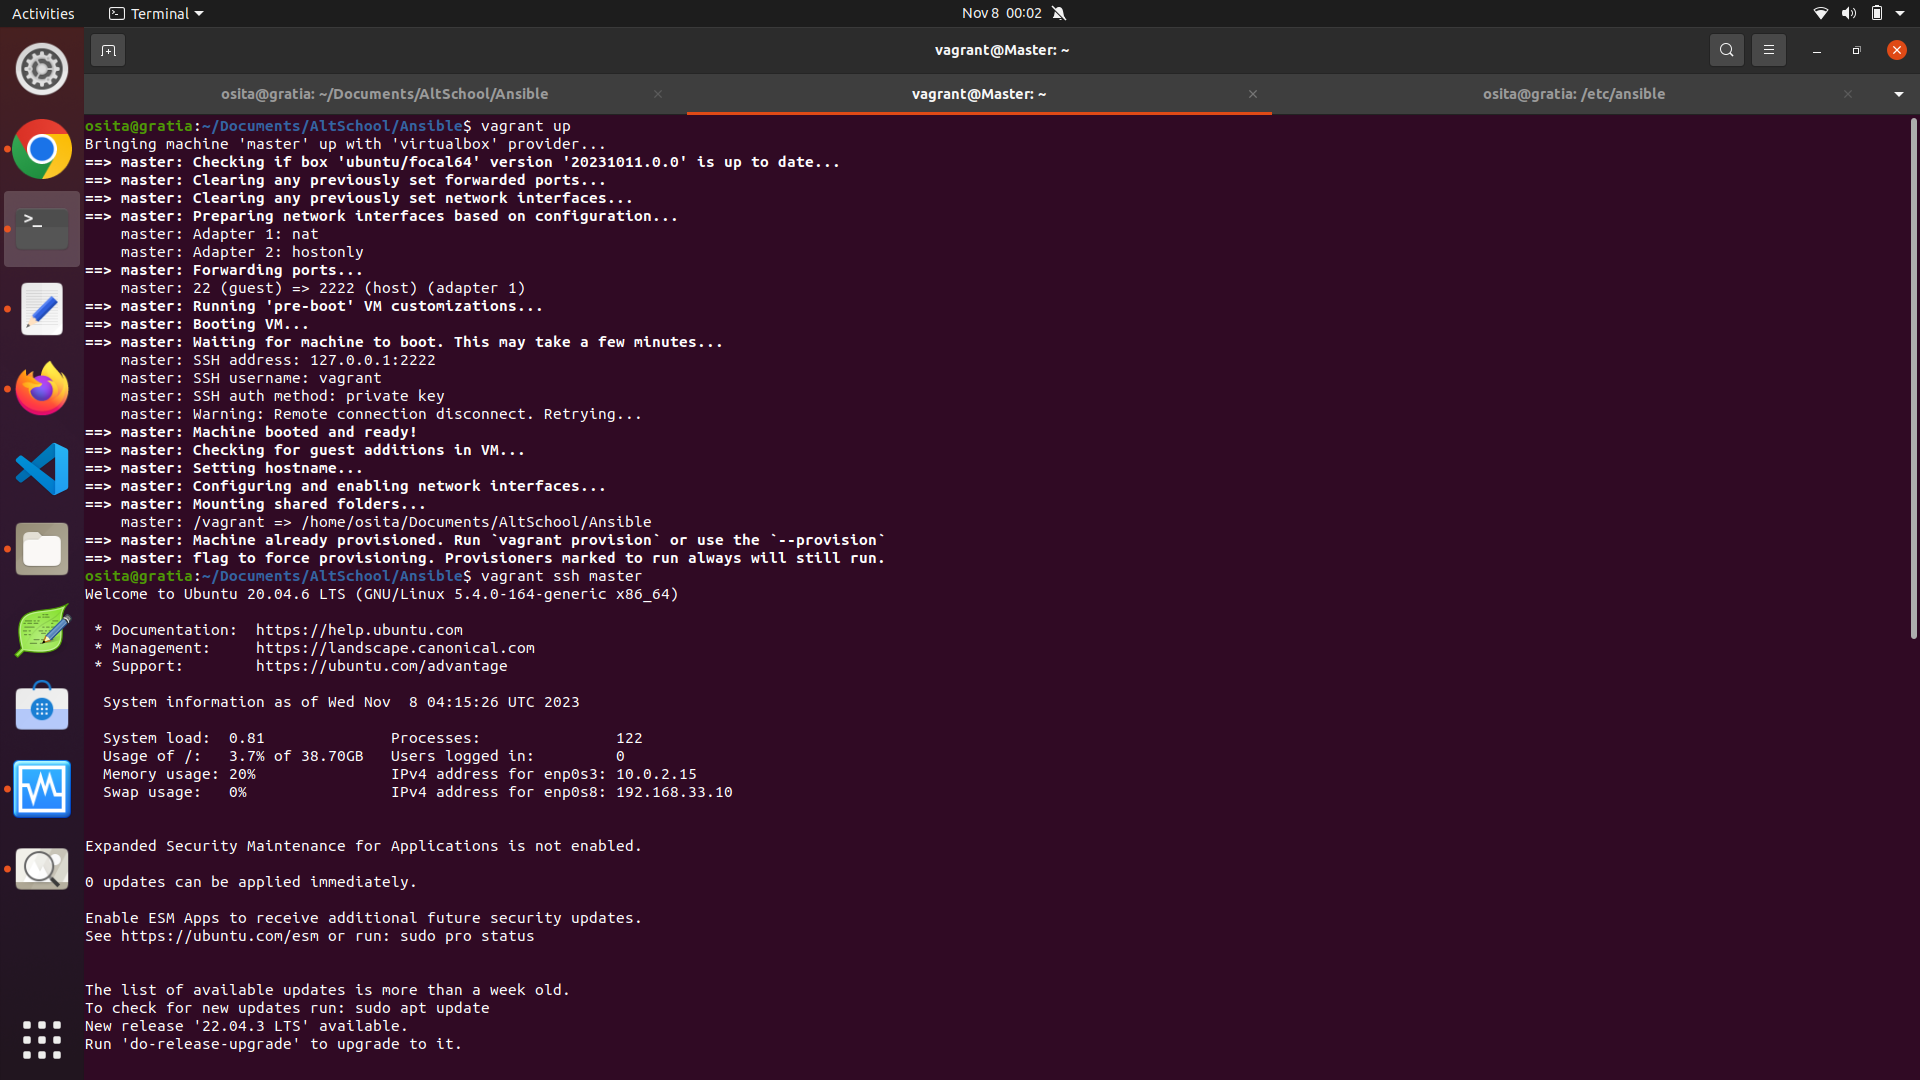 Activities Terminal Nov 8 00:02
vagrant@Master: ~
osita@gratia: ~/Documents/AltSchool/Ansible vagrant@Master: ~ osita@gratia: /etc/ansible
osita@gratia:~/Documents/AltSchool/Ansible$ vagrant up
Bringing machine 'master' up with 'virtualbox' provider...
==> master: Checking if box 'ubuntu/focal64' version '20231011.0.0' is up to date...
==> master: Clearing any previously set forwarded ports...
==> master: Clearing any previously set network interfaces...
==> master: Preparing network interfaces based on configuration...
    master: Adapter 1: nat
    master: Adapter 2: hostonly
==> master: Forwarding ports...
    master: 22 (guest) => 2222 (host) (adapter 1)
==> master: Running 'pre-boot' VM customizations...
==> master: Booting VM...
==> master: Waiting for machine to boot. This may take a few minutes...
    master: SSH address: 127.0.0.1:2222
    master: SSH username: vagrant
    master: SSH auth method: private key
    master: Warning: Remote connection disconnect. Retrying...
==> master: Machine booted and ready!
==> master: Checking for guest additions in VM...
==> master: Setting hostname...
==> master: Configuring and enabling network interfaces...
==> master: Mounting shared folders...
    master: /vagrant => /home/osita/Documents/AltSchool/Ansible
==> master: Machine already provisioned. Run `vagrant provision` or use the `--provision`
==> master: flag to force provisioning. Provisioners marked to run always will still run.
osita@gratia:~/Documents/AltSchool/Ansible$ vagrant ssh master
Welcome to Ubuntu 20.04.6 LTS (GNU/Linux 5.4.0-164-generic x86_64)
 * Documentation:  https://help.ubuntu.com
 * Management:     https://landscape.canonical.com
 * Support:        https://ubuntu.com/advantage
  System information as of Wed Nov  8 04:15:26 UTC 2023
  System load:  0.81              Processes:               122
  Usage of /:   3.7% of 38.70GB   Users logged in:         0
  Memory usage: 20%               IPv4 address for enp0s3: 10.0.2.15
  Swap usage:   0%                IPv4 address for enp0s8: 192.168.33.10
Expanded Security Maintenance for Applications is not enabled.
0 updates can be applied immediately.
Enable ESM Apps to receive additional future security updates.
See https://ubuntu.com/esm or run: sudo pro status
The list of available updates is more than a week old.
To check for new updates run: sudo apt update
New release '22.04.3 LTS' available.
Run 'do-release-upgrade' to upgrade to it.